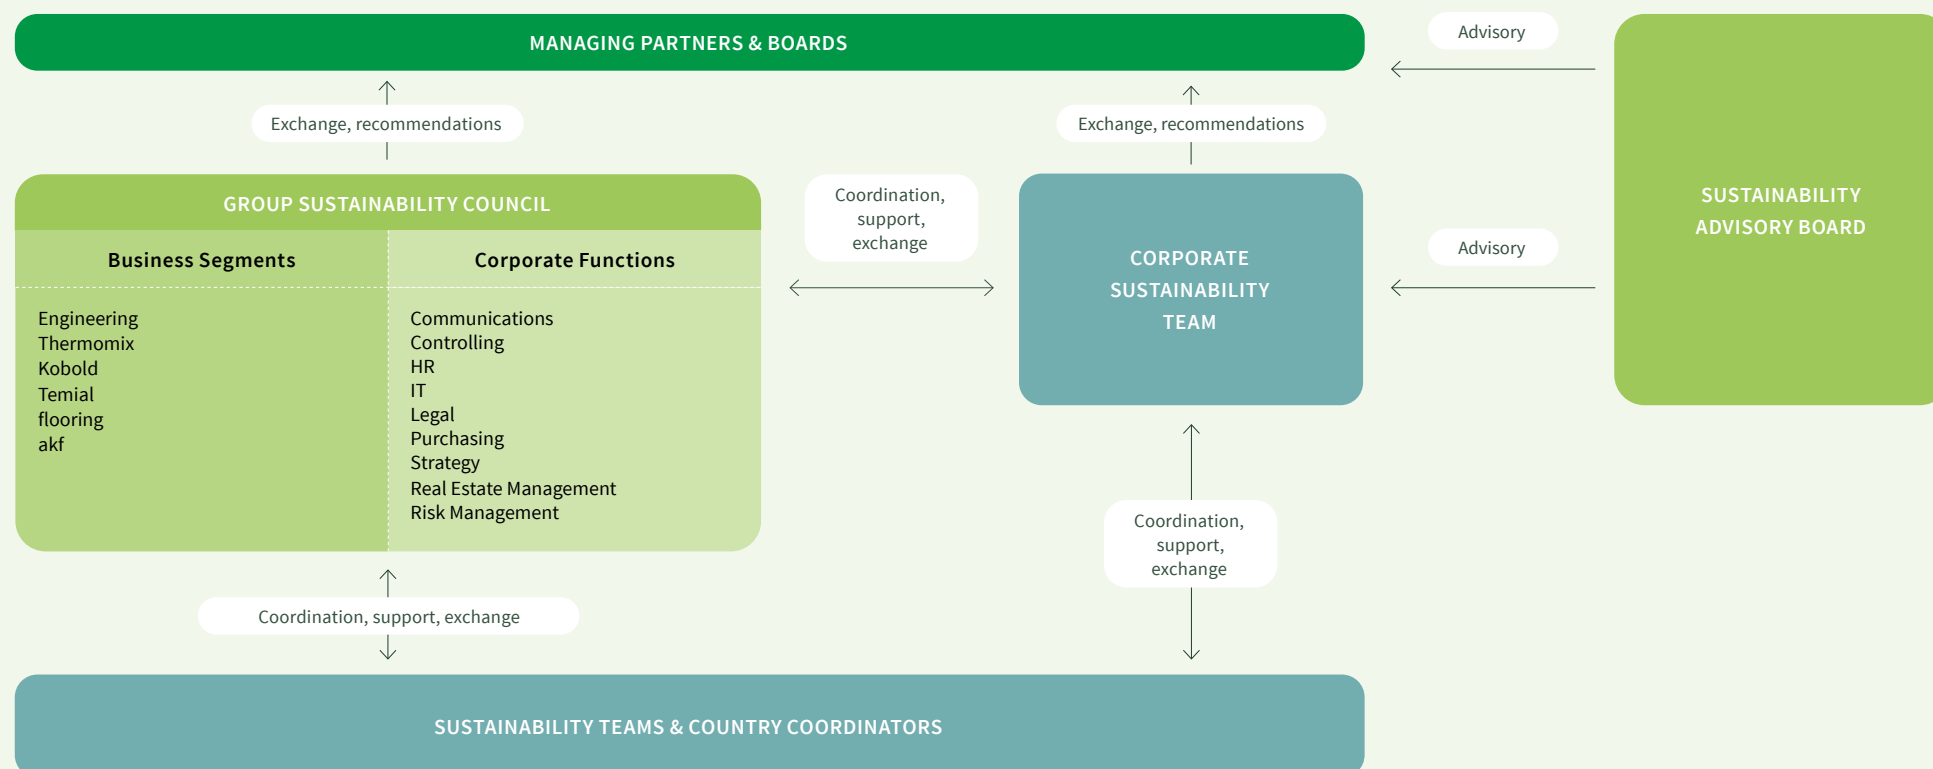 MANAGING PARTNERS & BOARDS
Advisory
Exchange, recommendations
Exchange, recommendations
GROUP SUSTAINABILITY COUNCIL
Business Segments
Engineering
Thermomix
Kobold
Temial
flooring
akf
Corporate Functions
Communications
Controlling
HR
IT
Legal
Purchasing
Strategy
Real Estate Management
Risk Management
Coordination,
support,
exchange
CORPORATE
SUSTAINABILITY
TEAM
Advisory
SUSTAINABILITY
ADVISORY BOARD
Coordination,
support,
exchange
Coordination, support, exchange
SUSTAINABILITY TEAMS & COUNTRY COORDINATORS